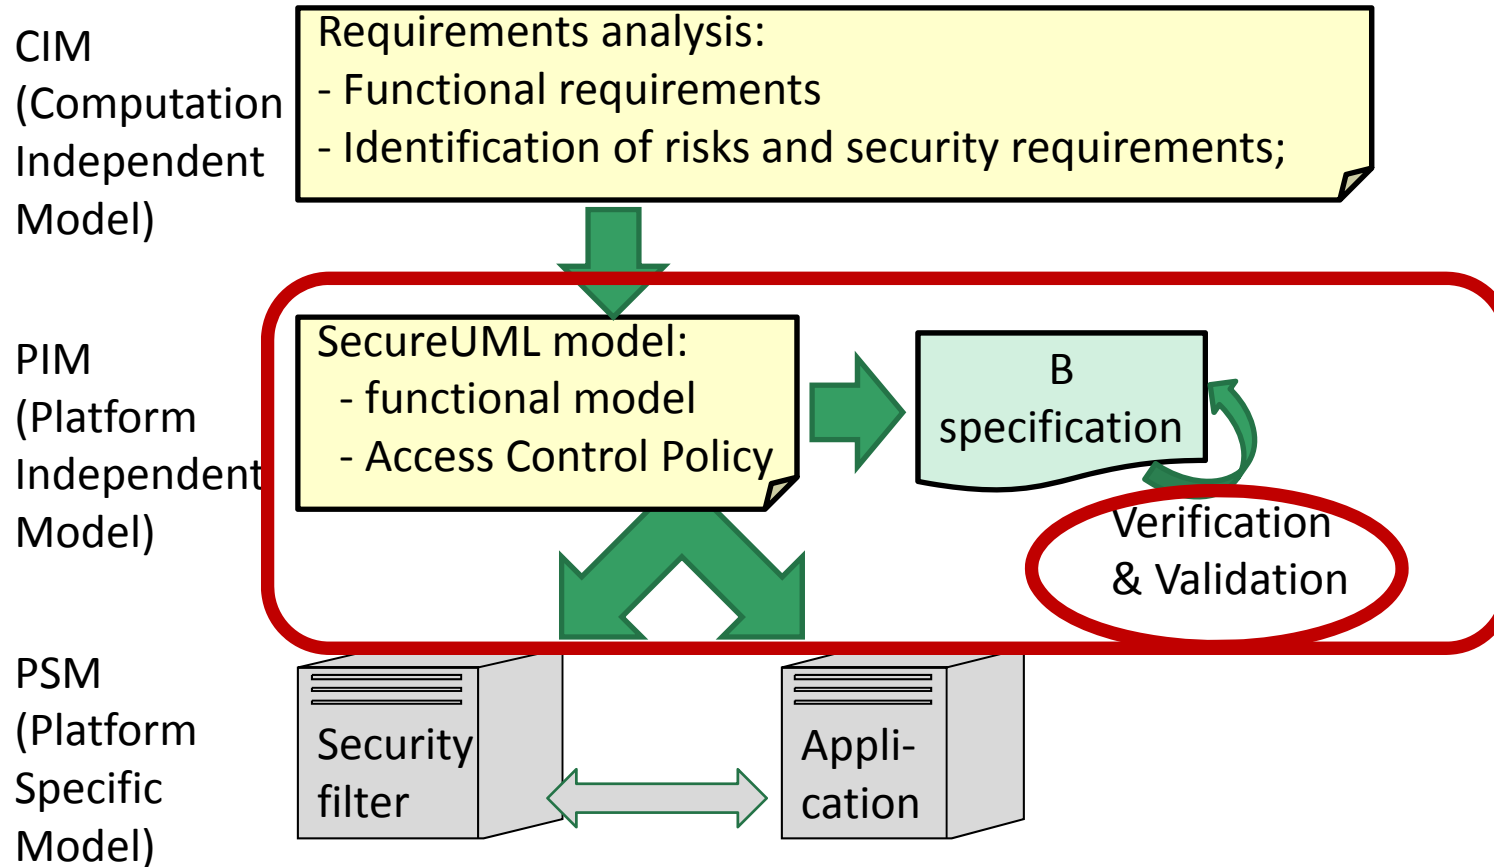 CIM
(Computation
Independent
Model)
Requirements analysis:
- Functional requirements
- Identification of risks and security requirements;
PIM
(Platform
Independent
Model)
SecureUML model:
- functional model
- Access Control Policy
B
specification
Verification
& Validation
PSM
(Platform
Specific
Model)
Security
filter
Appli-
cation